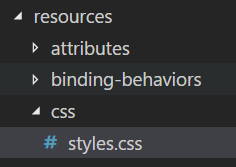 resources
attributes
binding-behaviors
css
# styles.css